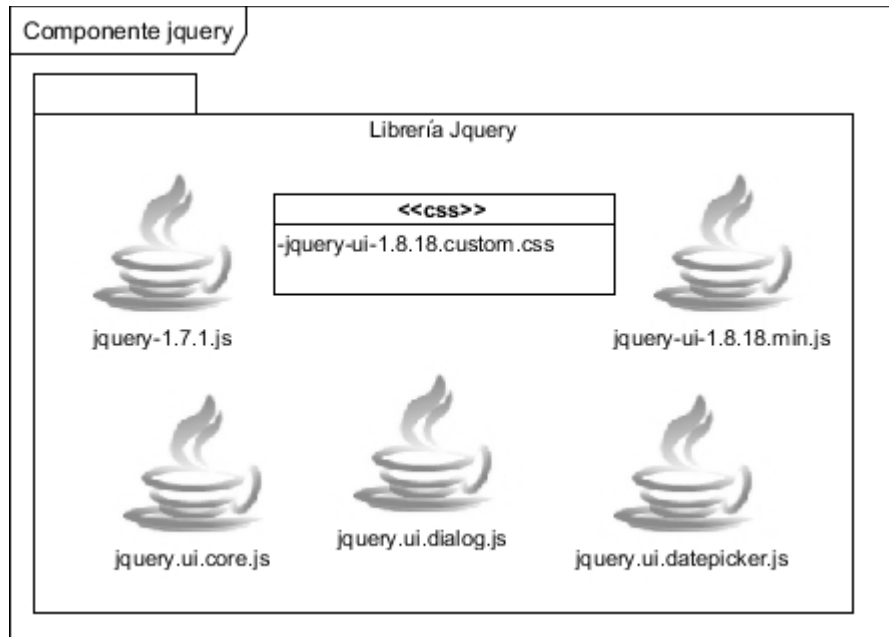 Componente jquery
Librería Jquery
<<css>>
-jquery-ui-1.8.18.custom.css
jquery-1.7.1.js
jquery-ui-1.8.18.min.js
jquery.ui.core.js
jquery.ui.dialog.js
jquery.ui.datepicker.js